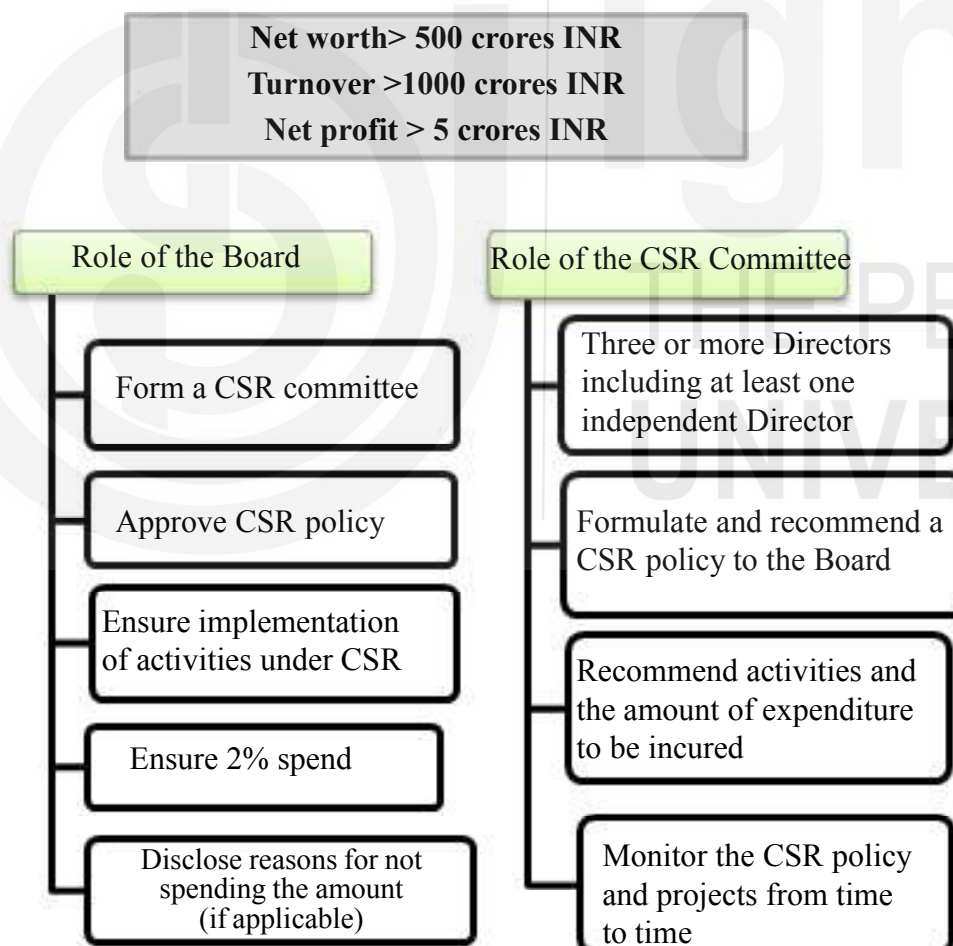 Net worth> 500 crores INR
Turnover >1000 crores INR
Net profit > 5 crores INR
Role of the Board
Form a CSR committee
Approve CSR policy
Ensure implementation
of activities under CSR
Ensure 2% spend
Disclose reasons for not
spending the amount
(if applicable)
Role of the CSR Committee
Three or more Directors
including at least one
independent Director
Formulate and recommend a
CSR policy to the Board
Recommend activities and
the amount of expenditure
to be incured
Monitor the CSR policy
and projects from time
to time